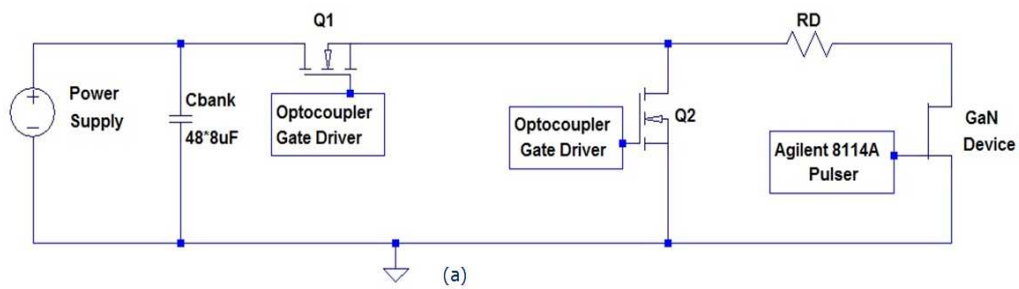 Q1
RD
Power
Supply
Cbank
48*8uF
Optocoupler
Gate Driver
Optocoupler
Gate Driver
Q2
Agilent 8114A
Pulser
GaN
Device
(a)